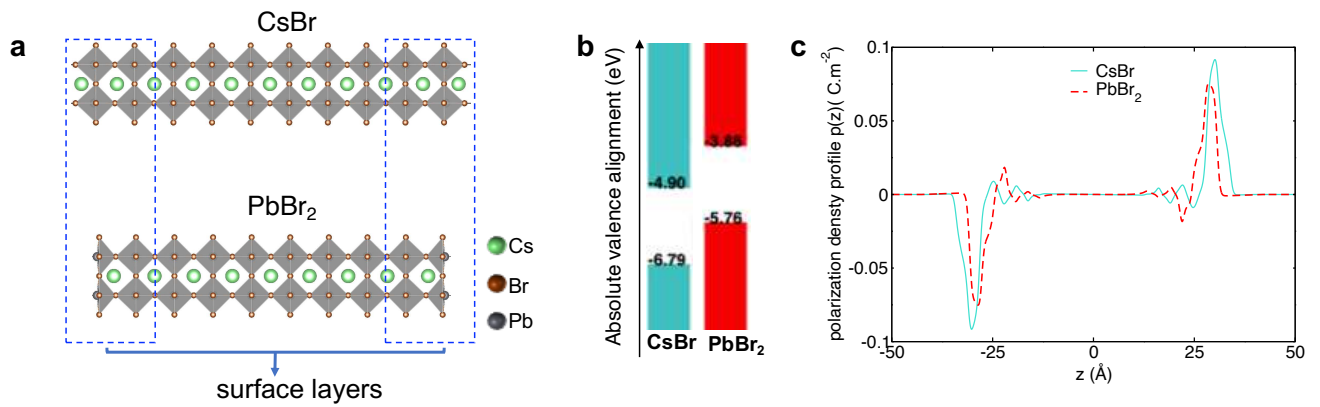 a
CsBr
PbBr₂
Cs
Br
Pb
surface layers
b
Absolute valence alignment (eV)
-3.86
-4.90
-5.76
-6.79
CsBr
PbBr₂
c
polarization densty profile p(z)( C.m⁻²)
0.1
0.05
0
-0.05
-0.1
CsBr
PbBr₂
-50
-25
0
25
50
z (Å)